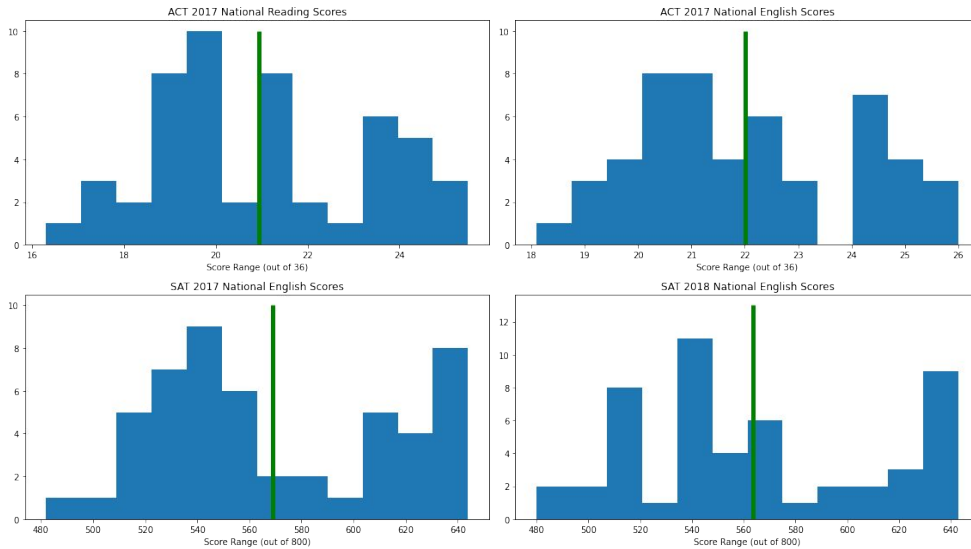 ACT 2017 National Reading Scores
10
8
6
4
2
0
16 18 20 22 24
Score Range (out of 36)
ACT 2017 National English Scores
10
8
6
4
2
0
18 19 20 21 22 23 24 25 26
Score Range (out of 36)
SAT 2017 National English Scores
10
8
6
4
2
0
480 500 520 540 560 580 600 620 640
Score Range (out of 800)
SAT 2018 National English Scores
12
10
8
6
4
2
0
480 500 520 540 560 580 600 620 640
Score Range (out of 800)